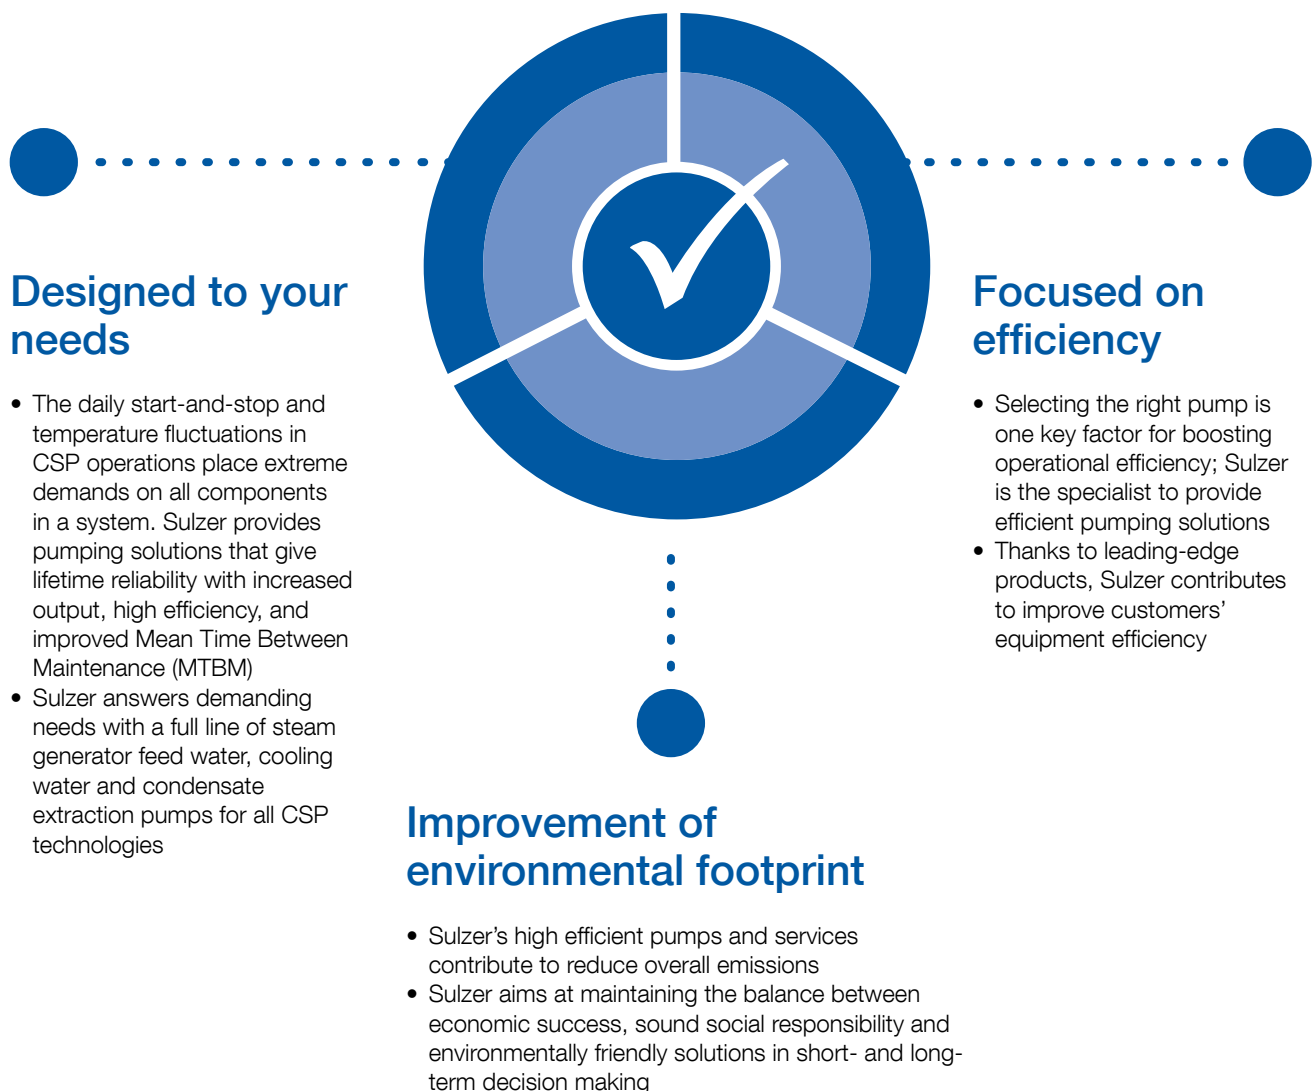 Designed to your
needs
• The daily start-and-stop and
temperature fluctuations in
CSP operations place extreme
demands on all components
in a system. Sulzer provides
pumping solutions that give
lifetime reliability with increased
output, high efficiency, and
improved Mean Time Between
Maintenance (MTBM)
• Sulzer answers demanding
needs with a full line of steam
generator feed water, cooling
water and condensate
extraction pumps for all CSP
technologies
Focused on
efficiency
• Selecting the right pump is
one key factor for boosting
operational efficiency; Sulzer
is the specialist to provide
efficient pumping solutions
• Thanks to leading-edge
products, Sulzer contributes
to improve customers’
equipment efficiency
Improvement of
environmental footprint
• Sulzer’s high efficient pumps and services
contribute to reduce overall emissions
• Sulzer aims at maintaining the balance between
economic success, sound social responsibility and
environmentally friendly solutions in short- and long-
term decision making